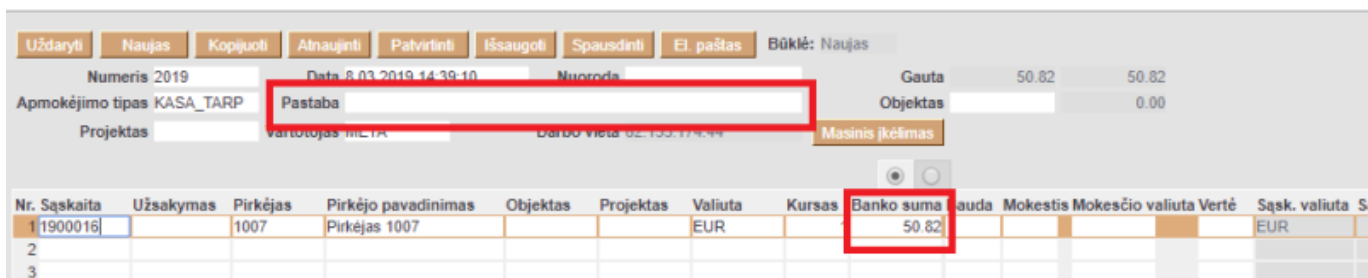 Uždaryti Naujas Kopijuoti Atnaujinti Patvirtinti Išsaugoti Spausdinti El. paštas Būklė: Naujas
Numeris 2019 Data 8.03.2019 14:39:10 Nuoroda Gauta 50.82 50.82
Apmokėjimo tipas KASA_TARP Pastaba Objektas 0.00
Projektas Vartotojas META Darbo vieta Masinis įkėlimas
Nr. Sąskaita Užsakymas Pirkėjas Pirkėjo pavadinimas Objektas Projektas Valiuta Kursas Banko suma Bauda Mokestis Mokesčio valiuta Vertė Sąsk. valiuta
1 1900016 1007 Pirkėjas 1007 EUR 1 50.82 EUR
2
3